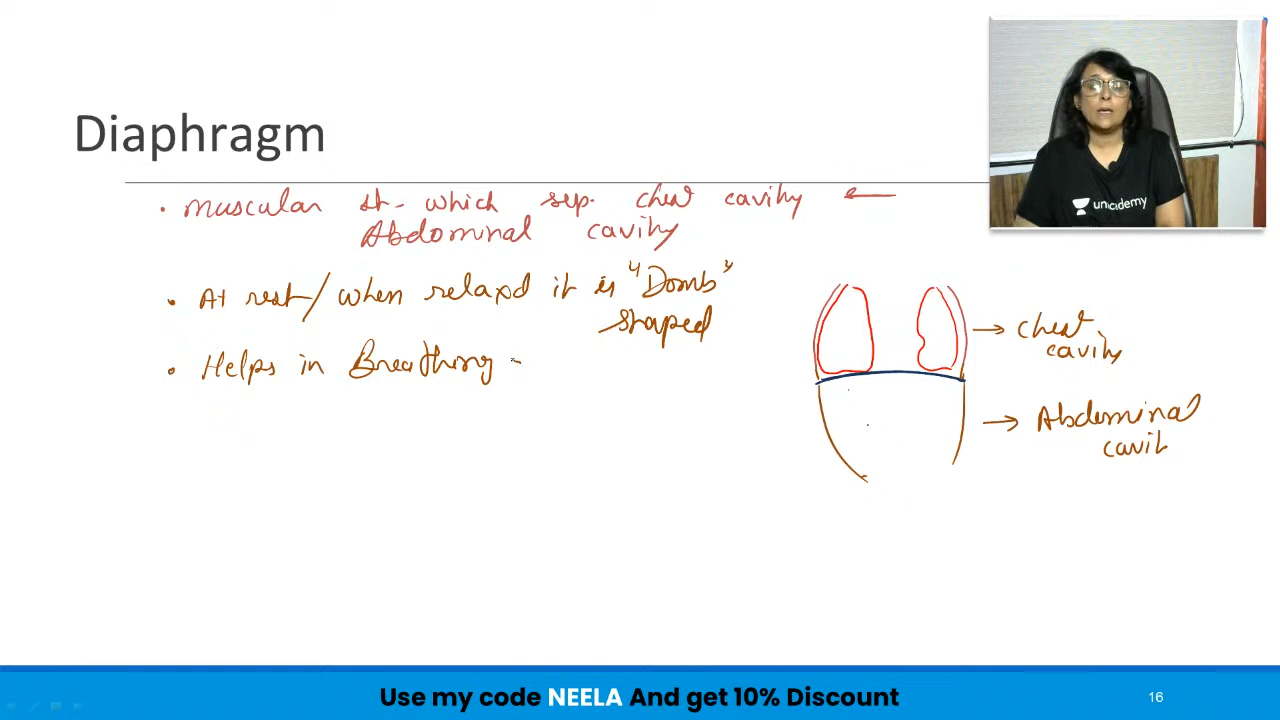 Diaphragm
• Muscular st- which sep. chest cavity ←
Abdominal cavity
• At rest/when relaxd it is "Domb"
shaped
• Helps in Breathing -
→ chest
cavity
→ Abdominal
cavit
unacademy
Use my code NEELA And get 10% Discount
16